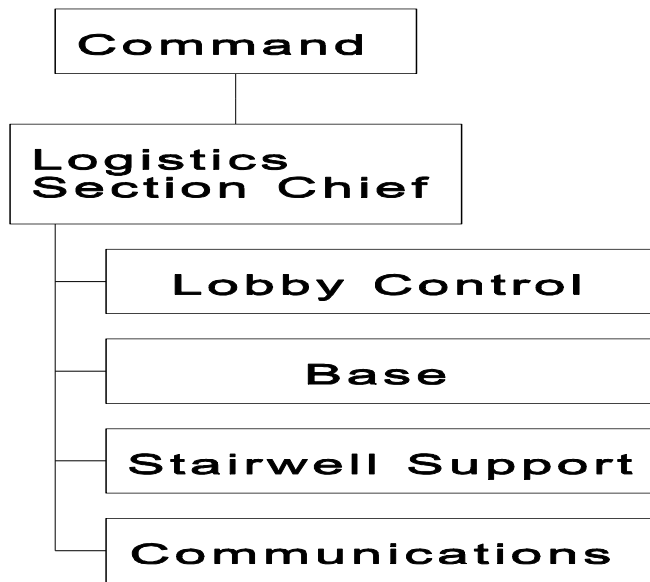 Command
Logistics
Section Chief
Lobby Control
Base
Stairwell Support
Communications